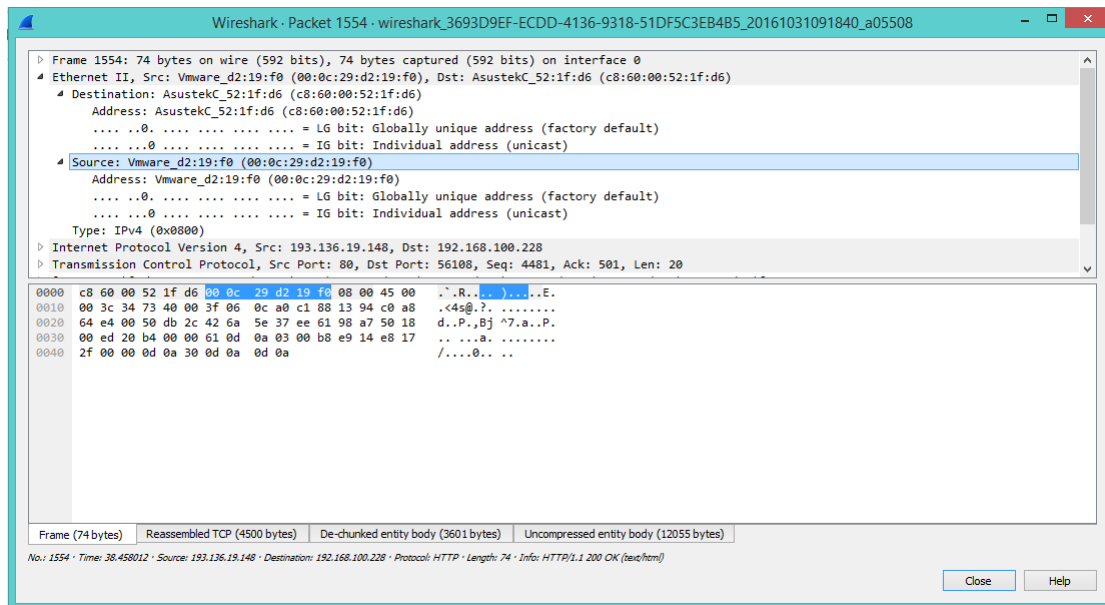 Wireshark · Packet 1554 · wireshark_3693D9EF-ECDD-4136-9318-51DF5C3EB4B5_20161031091840_a05508
Frame 1554: 74 bytes on wire (592 bits), 74 bytes captured (592 bits) on interface 0
Ethernet II, Src: Vmware_d2:19:f0 (00:0c:29:d2:19:f0), Dst: AsustekC_52:1f:d6 (c8:60:00:52:1f:d6)
Destination: AsustekC_52:1f:d6 (c8:60:00:52:1f:d6)
Address: AsustekC_52:1f:d6 (c8:60:00:52:1f:d6)
.... ..0. .... .... .... .... = LG bit: Globally unique address (factory default)
.... ...0 .... .... .... .... = IG bit: Individual address (unicast)
Source: Vmware_d2:19:f0 (00:0c:29:d2:19:f0)
Address: Vmware_d2:19:f0 (00:0c:29:d2:19:f0)
.... ..0. .... .... .... .... = LG bit: Globally unique address (factory default)
.... ...0 .... .... .... .... = IG bit: Individual address (unicast)
Type: IPv4 (0x0800)
Internet Protocol Version 4, Src: 193.136.19.148, Dst: 192.168.100.228
Transmission Control Protocol, Src Port: 80, Dst Port: 56108, Seq: 4481, Ack: 501, Len: 20
0000 c8 60 00 52 1f d6 00 0c 29 d2 19 f0 08 00 45 00 .`.R.... ).....E.
0010 00 3c 34 73 40 00 3f 06 0c a0 c1 88 13 94 c0 a8 .<4s@.?. ........
0020 64 e4 00 50 db 2c 42 6a 5e 37 ee 61 98 a7 50 18 d..P.,Bj ^7.a..P.
0030 00 ed 20 b4 00 00 61 0d 0a 03 00 b8 e9 14 e8 17 .. ...a. ........
0040 2f 00 00 0d 0a 30 0d 0a 0d 0a /....0.. ..
Frame (74 bytes) Reassembled TCP (4500 bytes) De-chunked entity body (3601 bytes) Uncompressed entity body (12055 bytes)
No.: 1554 · Time: 38.458012 · Source: 193.136.19.148 · Destination: 192.168.100.228 · Protocol: HTTP · Length: 74 · Info: HTTP/1.1 200 OK (text/html)
Close Help